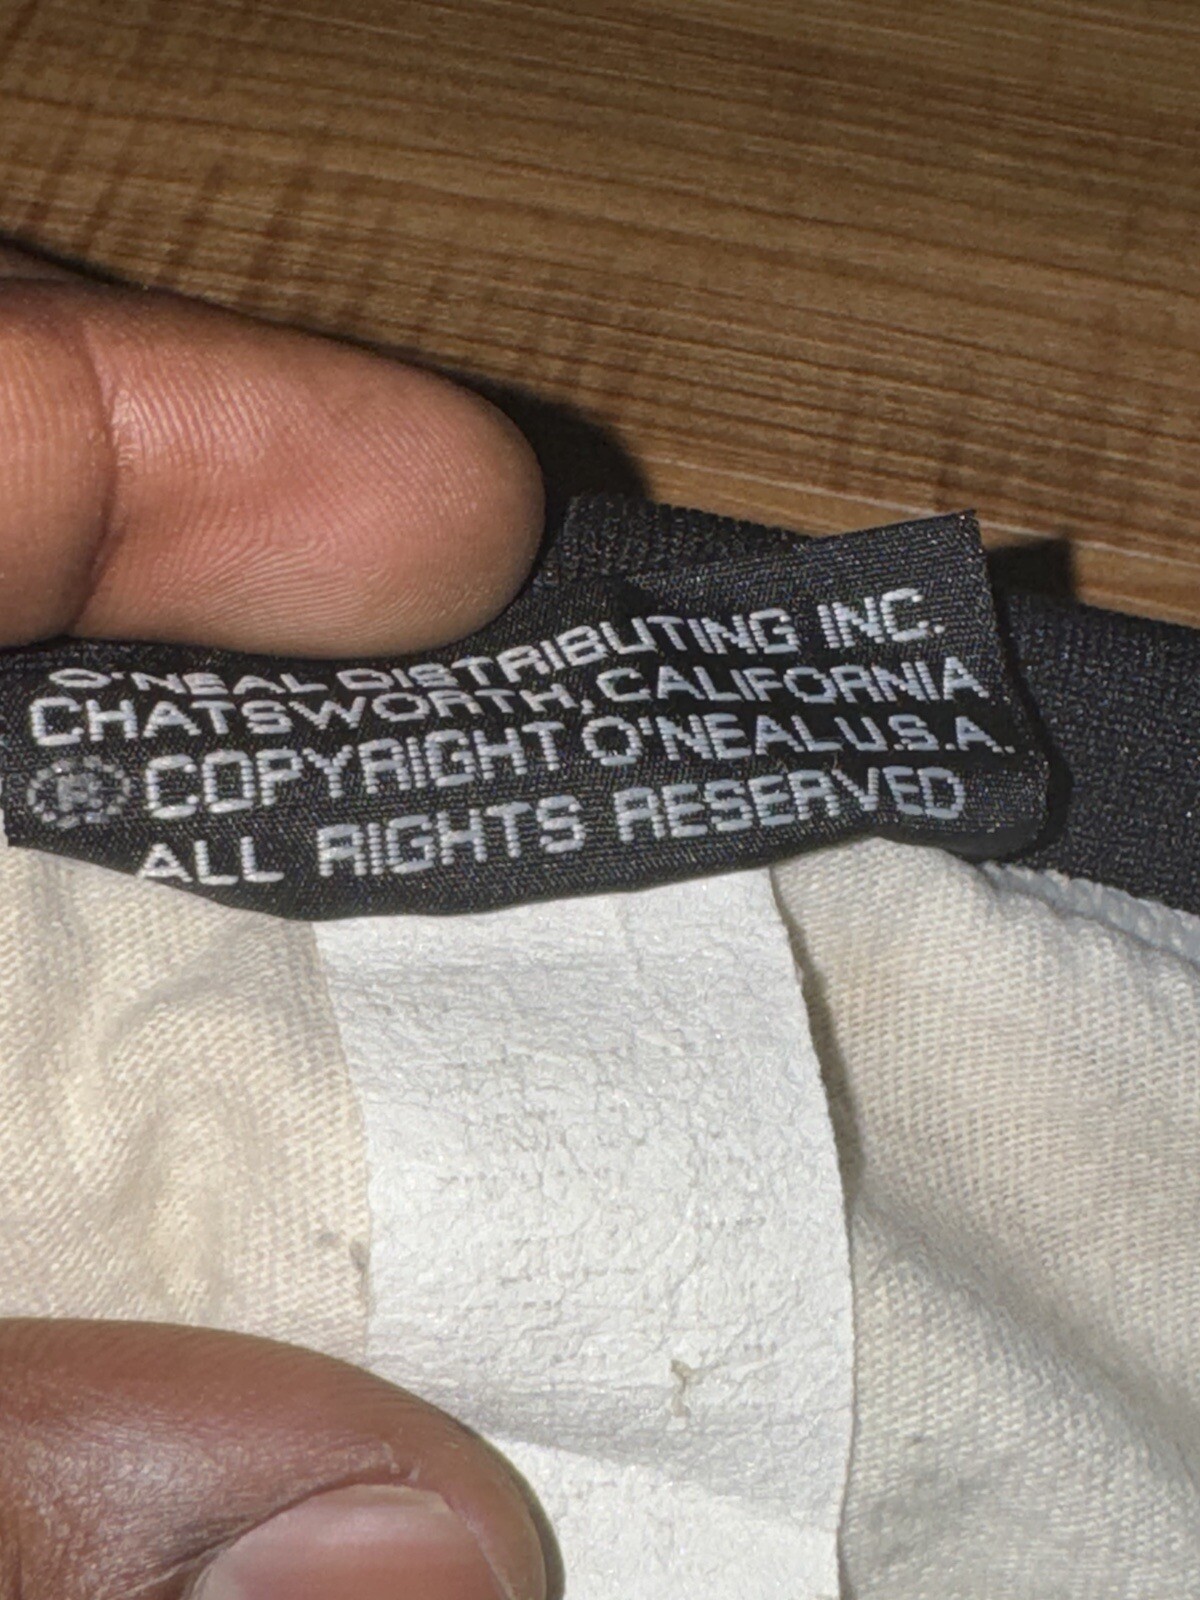 O'NEAL DISTRIBUTING INC.
CHATSWORTH, CALIFORNIA
® COPYRIGHT O'NEAL U.S.A.
ALL RIGHTS RESERVED